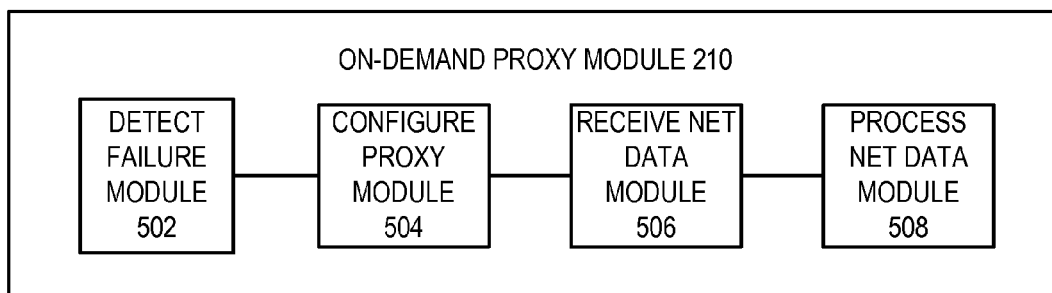 ON-DEMAND PROXY MODULE 210
DETECT
FAILURE
MODULE
502
CONFIGURE
PROXY
MODULE
504
RECEIVE NET
DATA
MODULE
506
PROCESS
NET DATA
MODULE
508